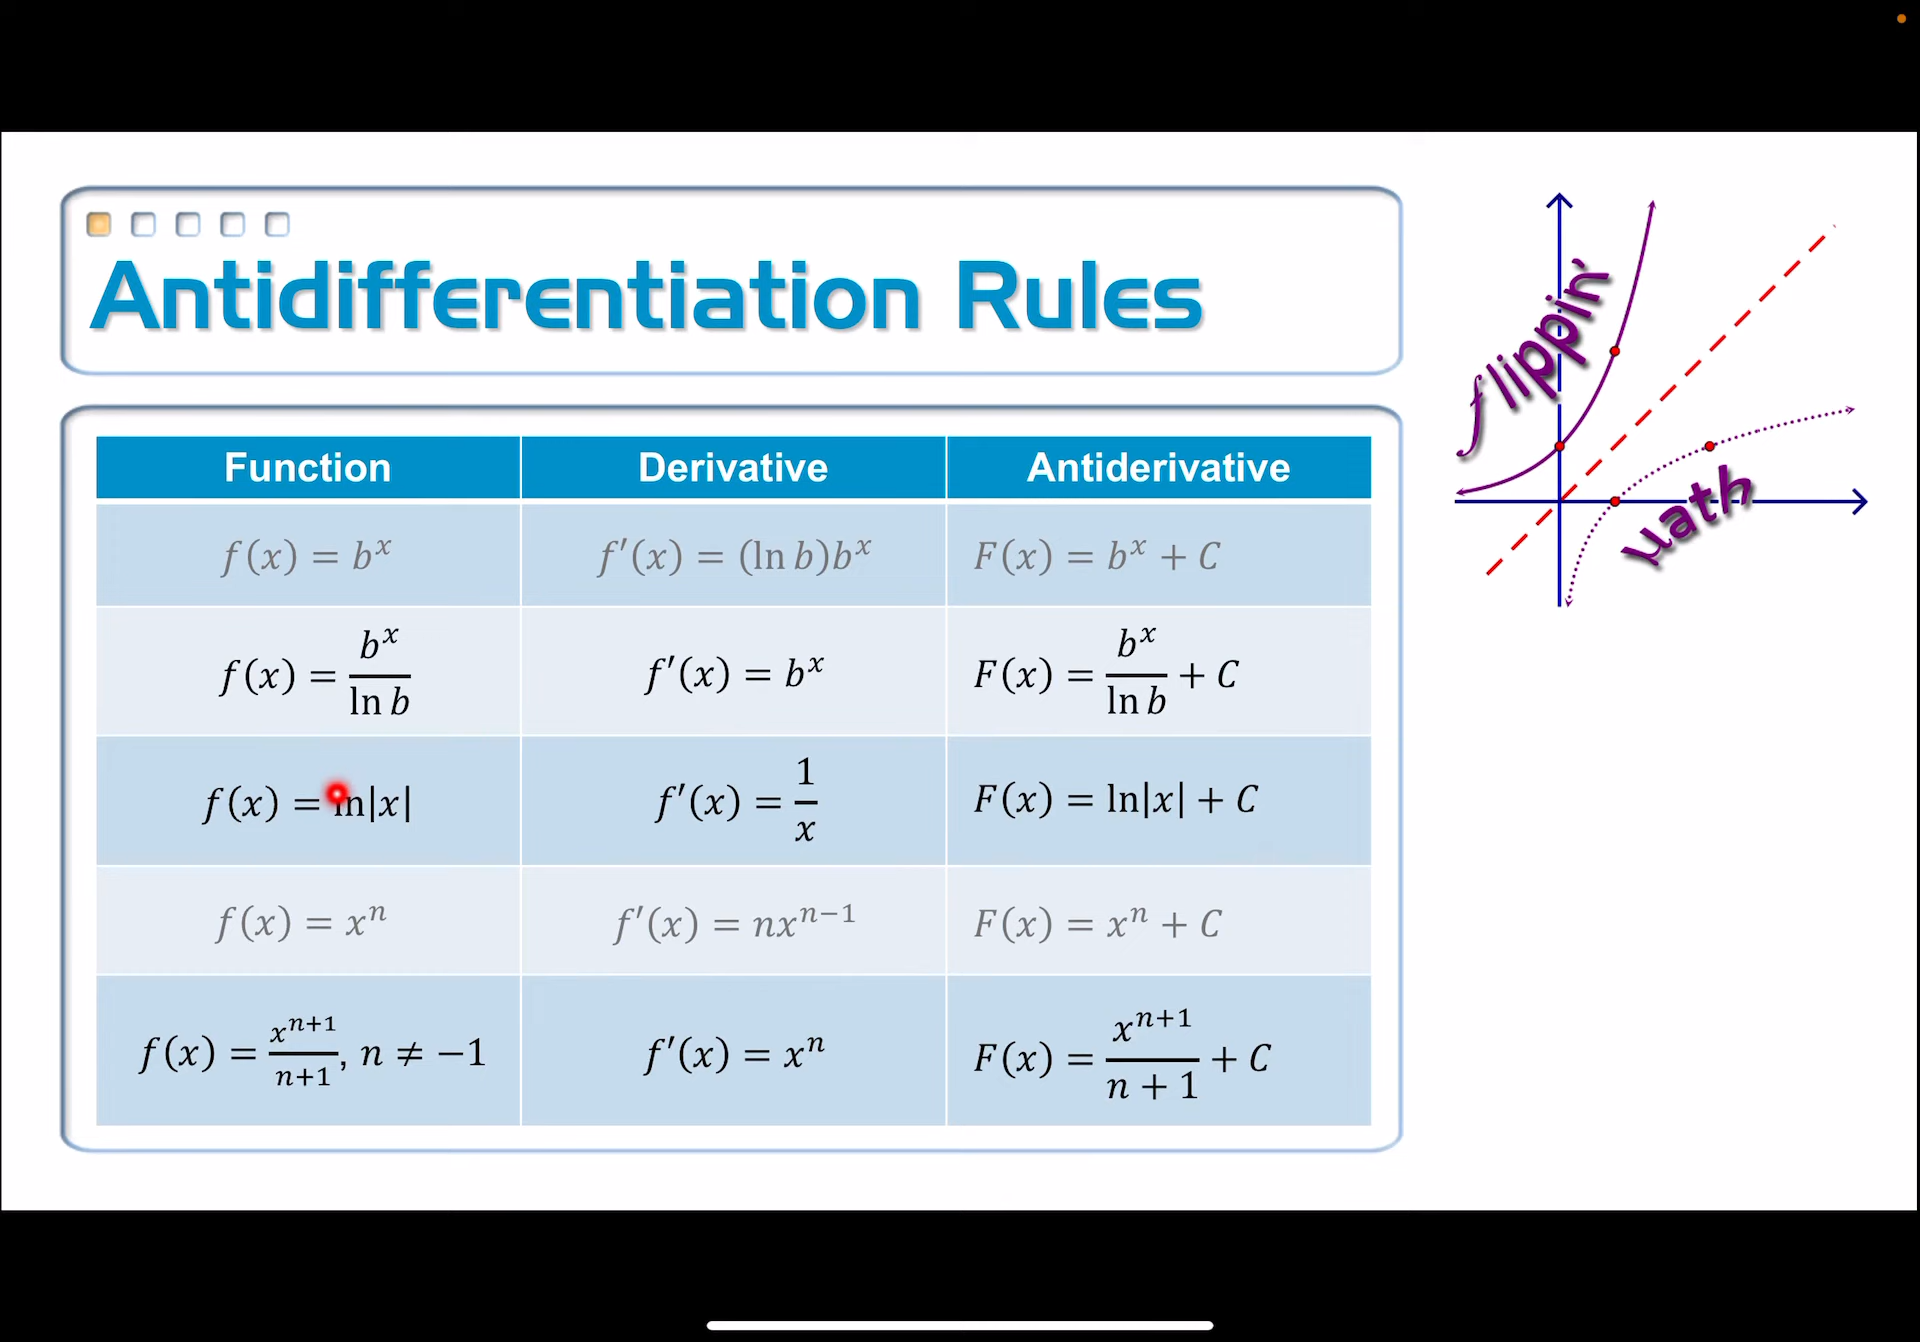 Antidifferentiation Rules
Function Derivative Antiderivative
f(x) = b^x f′(x) = (ln b)b^x F(x) = b^x + C
f(x) = b^x/ln b f′(x) = b^x F(x) = b^x/ln b + C
f(x) = ln|x| f′(x) = 1/x F(x) = ln|x| + C
f(x) = x^n f′(x) = nx^(n−1) F(x) = x^n + C
f(x) = x^(n+1)/(n+1), n ≠ −1 f′(x) = x^n F(x) = x^(n+1)/(n + 1) + C
flippin'
math